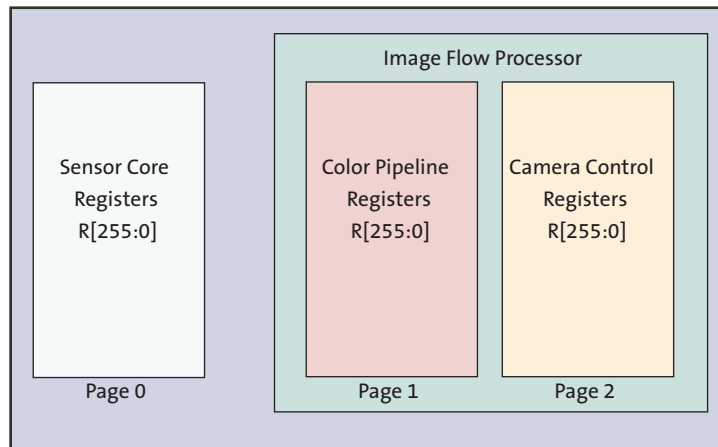 Image Flow Processor
Sensor Core
Registers
R[255:0]
Page 0
Color Pipeline
Registers
R[255:0]
Page 1
Camera Control
Registers
R[255:0]
Page 2